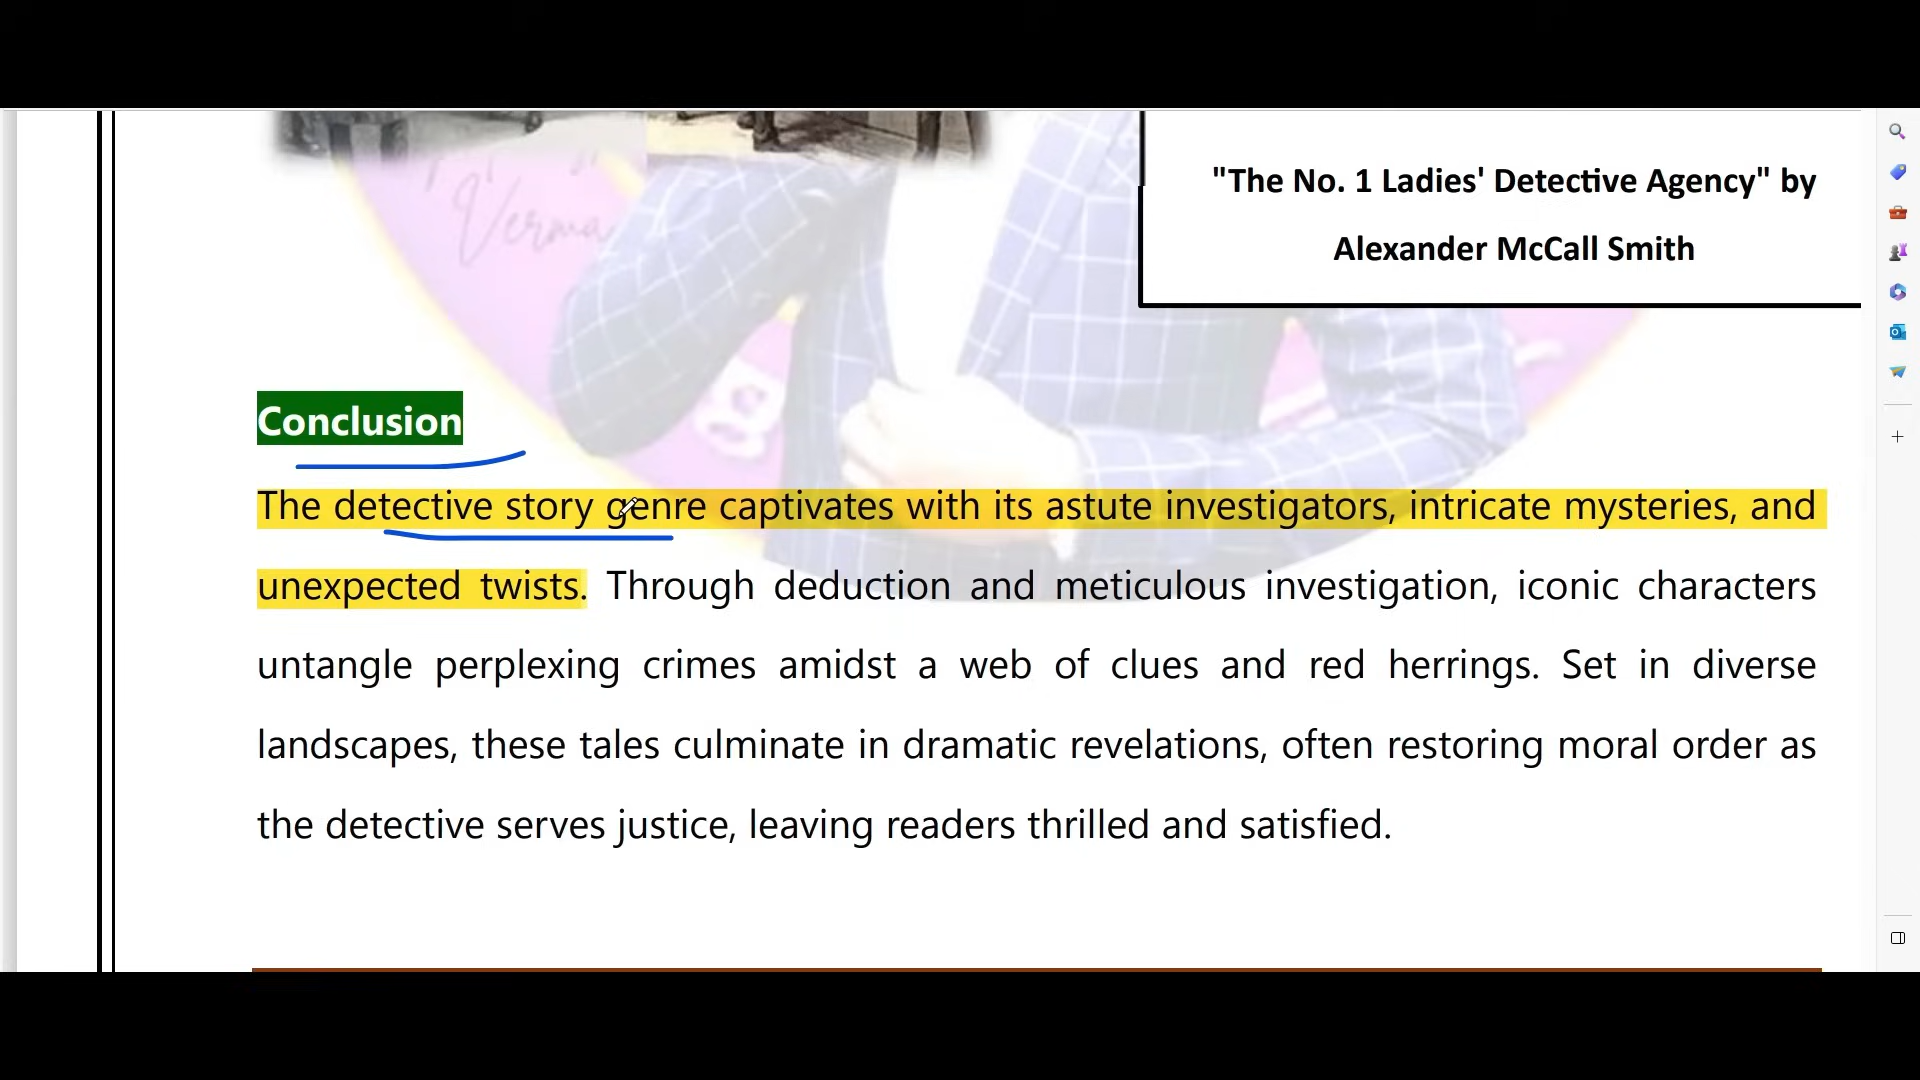 Verma
"The No. 1 Ladies' Detective Agency" by
Alexander McCall Smith
Conclusion
The detective story genre captivates with its astute investigators, intricate mysteries, and
unexpected twists. Through deduction and meticulous investigation, iconic characters
untangle perplexing crimes amidst a web of clues and red herrings. Set in diverse
landscapes, these tales culminate in dramatic revelations, often restoring moral order as
the detective serves justice, leaving readers thrilled and satisfied.